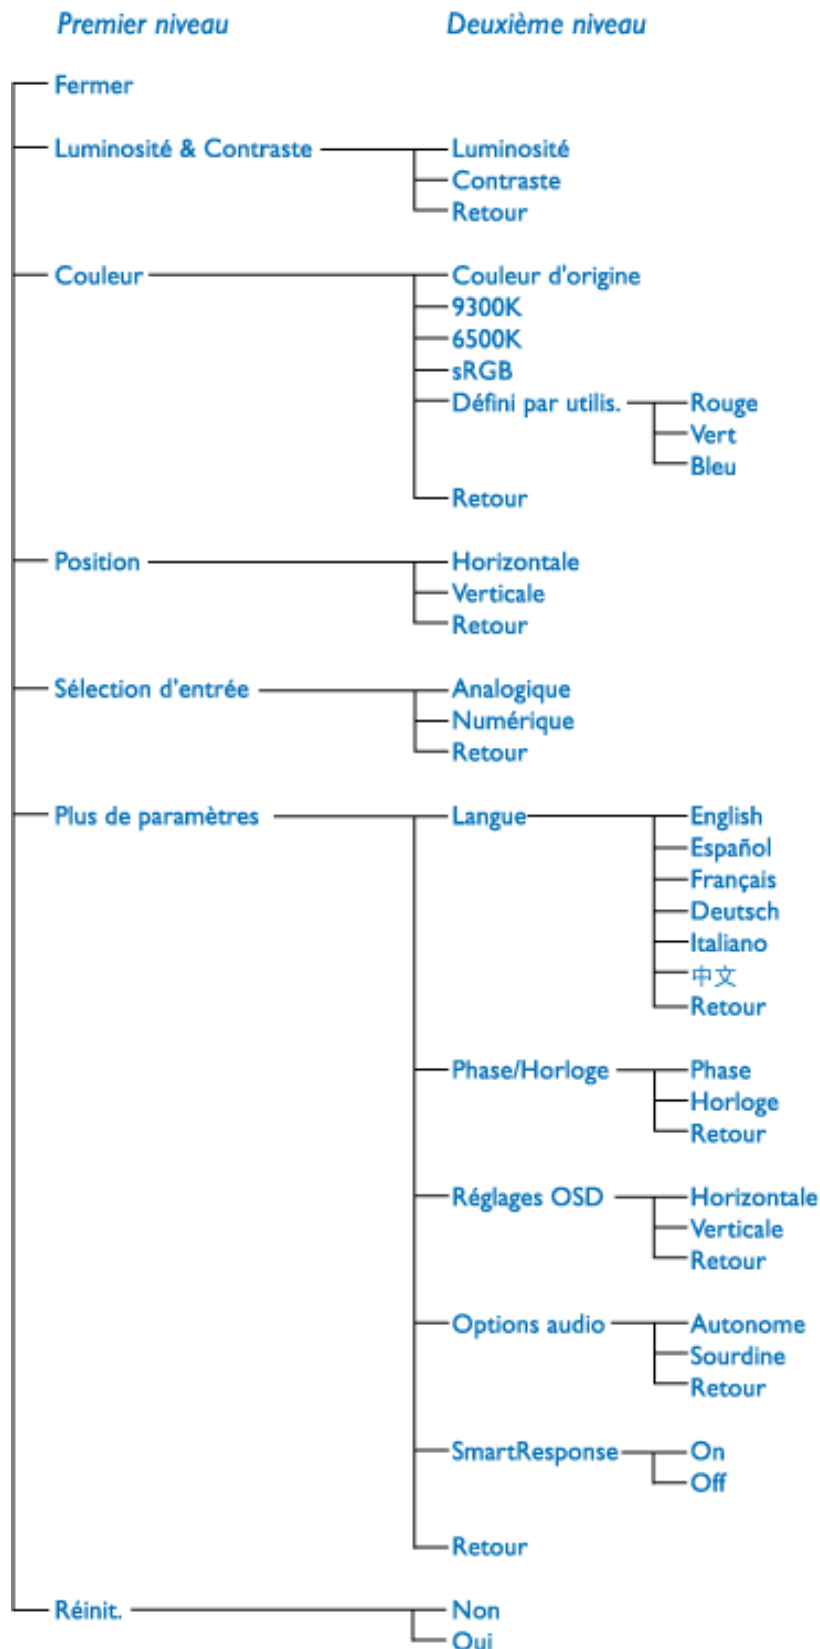 Premier niveau Deuxième niveau
Fermer
Luminosité & Contraste Luminosité
Contraste
Retour
Couleur Couleur d'origine
9300K
6500K
sRGB
Défini par utilis. Rouge
Vert
Bleu
Retour
Position Horizontale
Verticale
Retour
Sélection d'entrée Analogique
Numérique
Retour
Plus de paramètres Langue English
Español
Français
Deutsch
Italiano
中文
Retour
Phase/Horloge Phase
Horloge
Retour
Réglages OSD Horizontale
Verticale
Retour
Options audio Autonome
Sourdine
Retour
SmartResponse On
Off
Retour
Réinit. Non
Oui